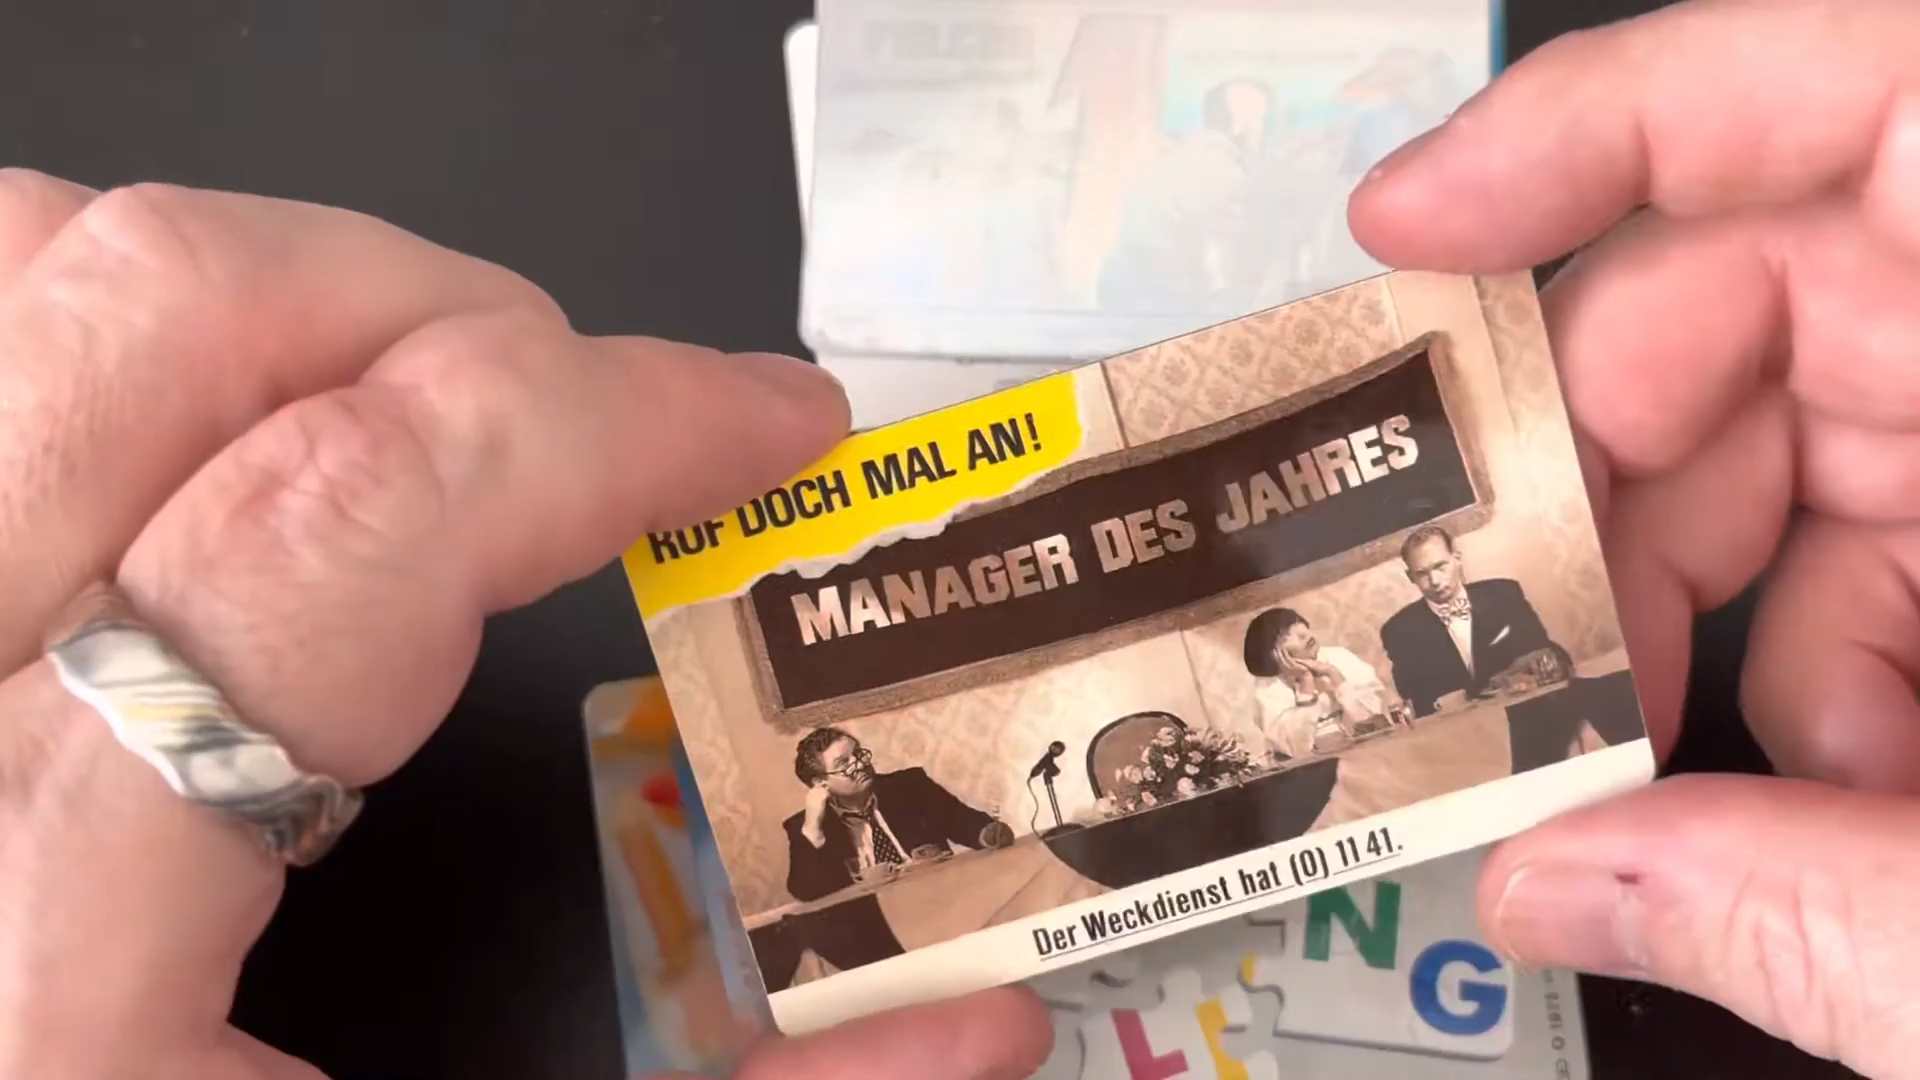 RUF DOCH MAL AN!
MANAGER DES JAHRES
Der Weckdienst hat (0) 11 41.
N
G
L